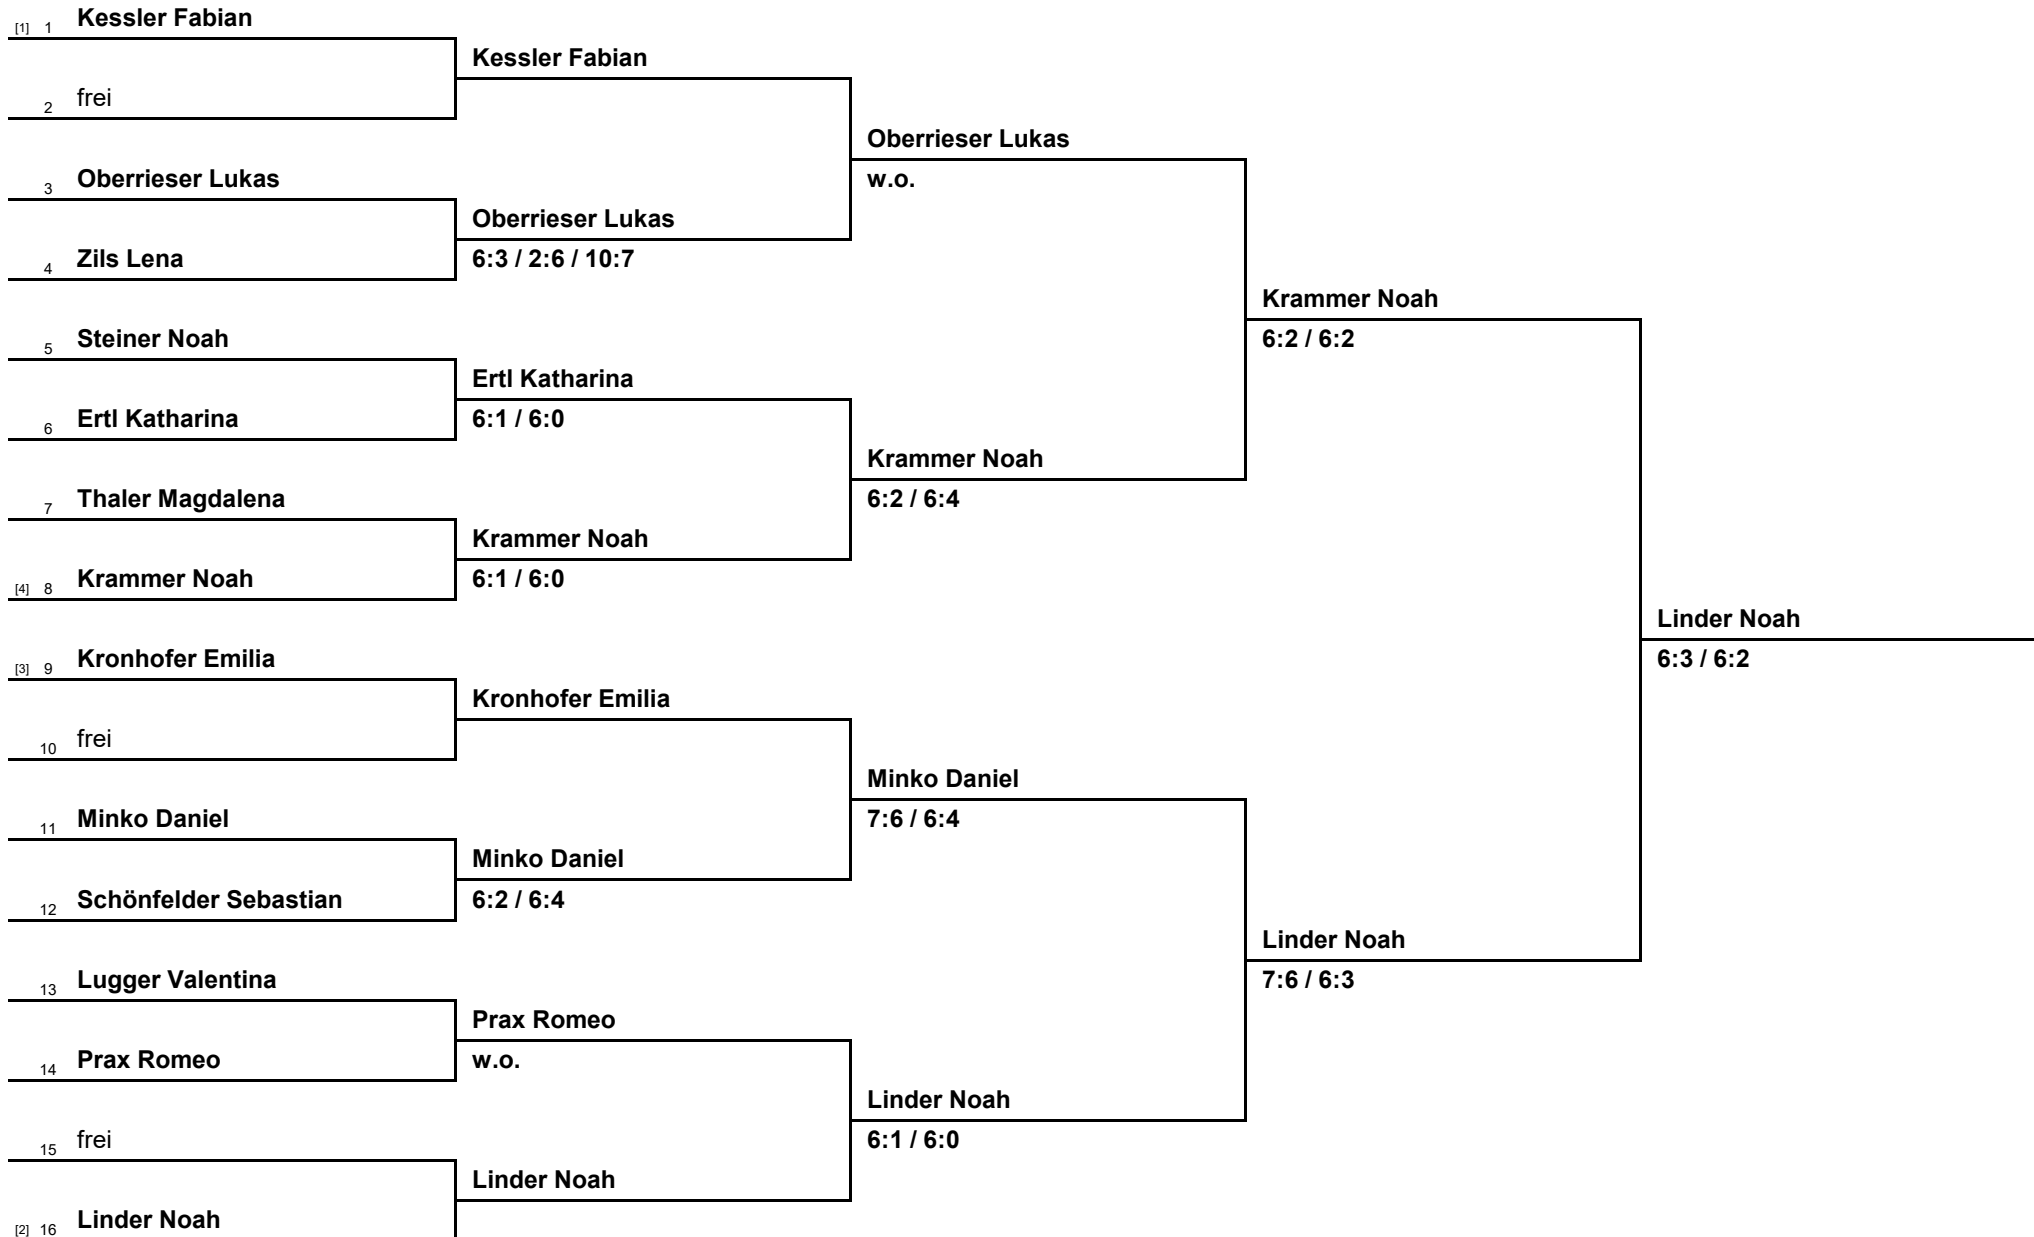 [1] 1 Kessler Fabian
Kessler Fabian
2 frei
Oberrieser Lukas
3 Oberrieser Lukas
w.o.
Oberrieser Lukas
4 Zils Lena
6:3 / 2:6 / 10:7
Krammer Noah
5 Steiner Noah
6:2 / 6:2
Ertl Katharina
6 Ertl Katharina
6:1 / 6:0
Krammer Noah
7 Thaler Magdalena
6:2 / 6:4
Krammer Noah
[4] 8 Krammer Noah
6:1 / 6:0
Linder Noah
[3] 9 Kronhofer Emilia
6:3 / 6:2
Kronhofer Emilia
10 frei
Minko Daniel
11 Minko Daniel
7:6 / 6:4
Minko Daniel
12 Schönfelder Sebastian
6:2 / 6:4
Linder Noah
13 Lugger Valentina
7:6 / 6:3
Prax Romeo
14 Prax Romeo
w.o.
Linder Noah
15 frei
6:1 / 6:0
Linder Noah
[2] 16 Linder Noah